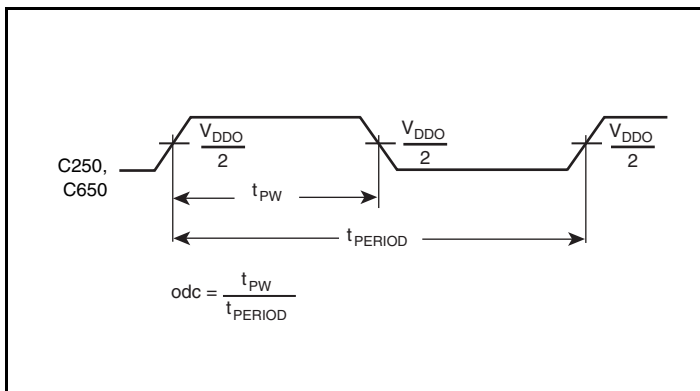 V_DDO/2 V_DDO/2 V_DDO/2
C250,
C650
t_PW
t_PERIOD
odc = t_PW/t_PERIOD